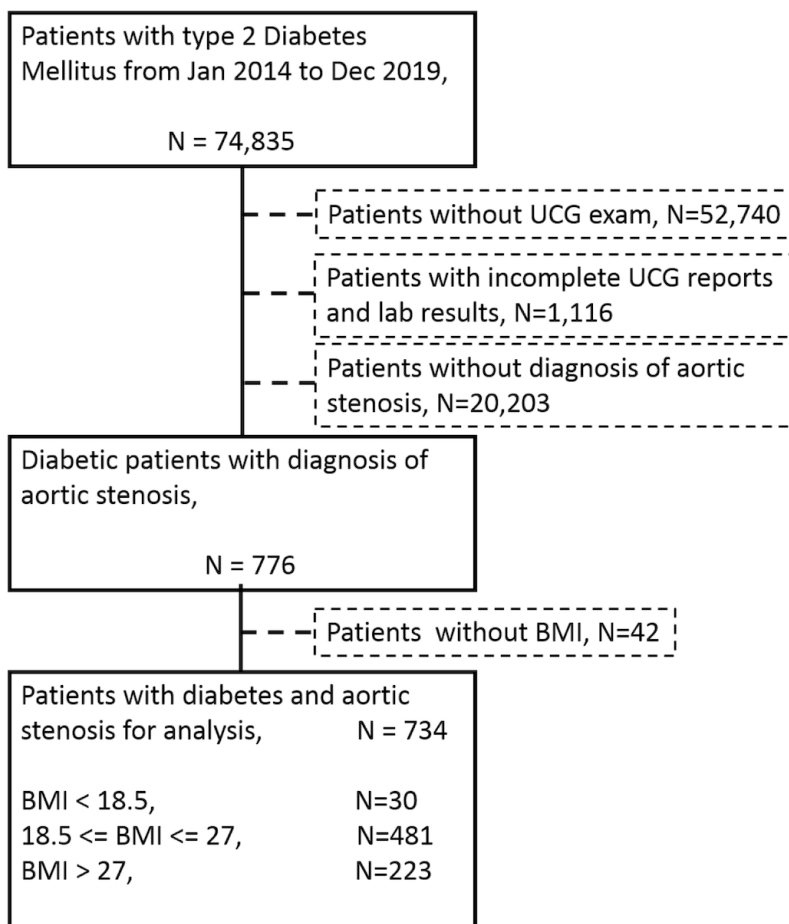 Patients with type 2 Diabetes
Mellitus from Jan 2014 to Dec 2019,
N = 74,835
Patients without UCG exam, N=52,740
Patients with incomplete UCG reports
and lab results, N=1,116
Patients without diagnosis of aortic
stenosis, N=20,203
Diabetic patients with diagnosis of
aortic stenosis,
N = 776
Patients  without BMI, N=42
Patients with diabetes and aortic
stenosis for analysis, N = 734
BMI < 18.5, N=30
18.5 <= BMI <= 27, N=481
BMI > 27, N=223